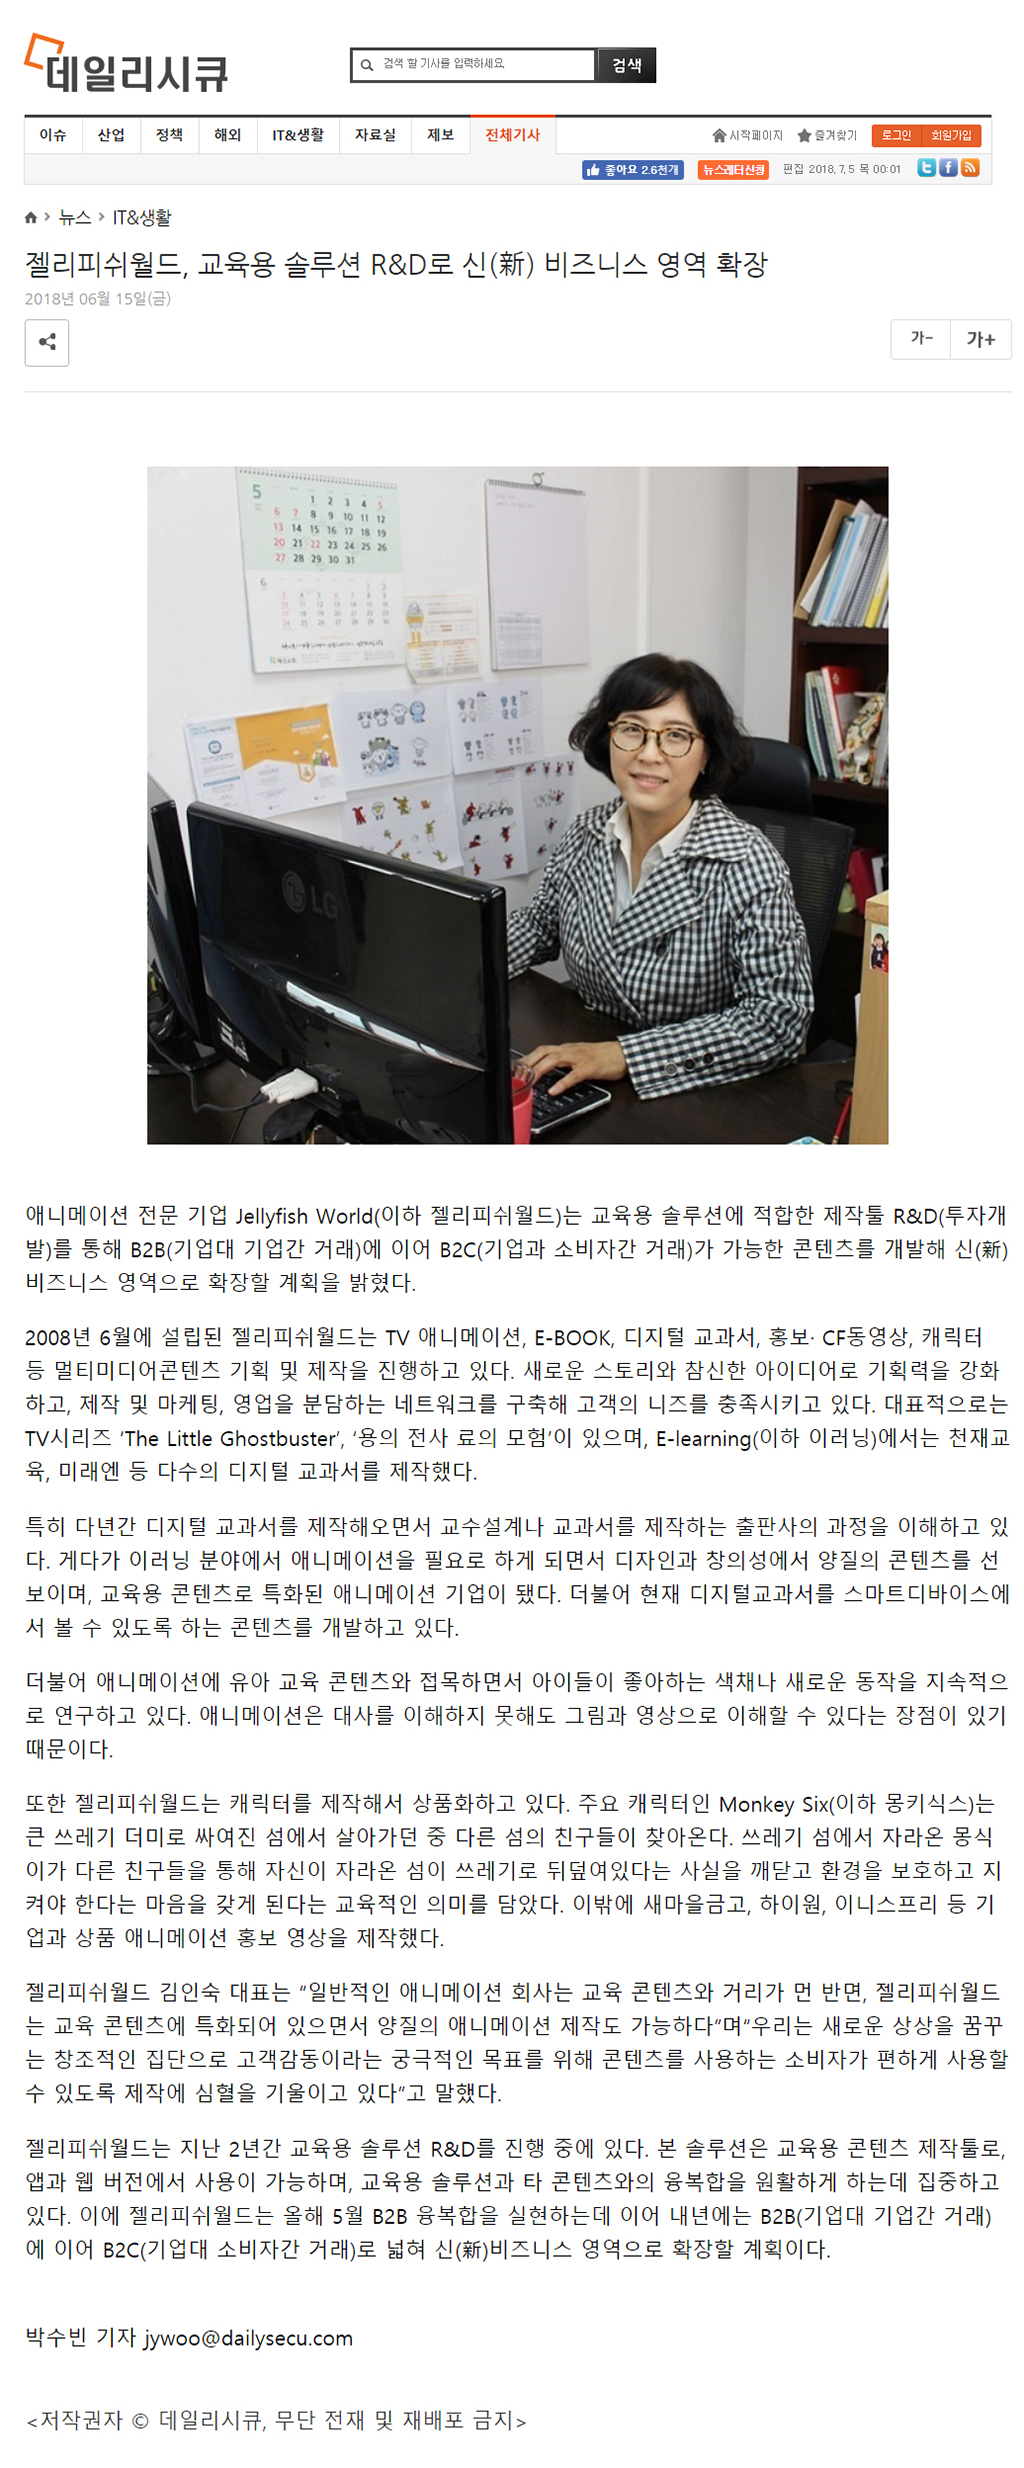 데일리시큐
검색 할 기사를 입력하세요.
검색
이슈 산업 정책 해외 IT&생활 자료실 제보 전체기사
시작페이지 즐겨찾기 로그인 회원가입
좋아요 2.6천개 뉴스레터신청 편집 2018. 7. 5 목 00:01
뉴스 IT&생활
젤리피쉬월드, 교육용 솔루션 R&D로 신(新) 비즈니스 영역 확장
2018년 06월 15일(금)
가- 가+
5
1 2 3 4 5
6 7 8 9 10 11 12
13 14 15 16 17 18 19
20 21 22 23 24 25 26
27 28 29 30 31
6
LG
애니메이션 전문 기업 Jellyfish World(이하 젤리피쉬월드)는 교육용 솔루션에 적합한 제작툴 R&D(투자개
발)를 통해 B2B(기업대 기업간 거래)에 이어 B2C(기업과 소비자간 거래)가 가능한 콘텐츠를 개발해 신(新)
비즈니스 영역으로 확장할 계획을 밝혔다.
2008년 6월에 설립된 젤리피쉬월드는 TV 애니메이션, E-BOOK, 디지털 교과서, 홍보· CF동영상, 캐릭터
등 멀티미디어콘텐츠 기획 및 제작을 진행하고 있다. 새로운 스토리와 참신한 아이디어로 기획력을 강화
하고, 제작 및 마케팅, 영업을 분담하는 네트워크를 구축해 고객의 니즈를 충족시키고 있다. 대표적으로는
TV시리즈 ‘The Little Ghostbuster’, ‘용의 전사 료의 모험’이 있으며, E-learning(이하 이러닝)에서는 천재교
육, 미래엔 등 다수의 디지털 교과서를 제작했다.
특히 다년간 디지털 교과서를 제작해오면서 교수설계나 교과서를 제작하는 출판사의 과정을 이해하고 있
다. 게다가 이러닝 분야에서 애니메이션을 필요로 하게 되면서 디자인과 창의성에서 양질의 콘텐츠를 선
보이며, 교육용 콘텐츠로 특화된 애니메이션 기업이 됐다. 더불어 현재 디지털교과서를 스마트디바이스에
서 볼 수 있도록 하는 콘텐츠를 개발하고 있다.
더불어 애니메이션에 유아 교육 콘텐츠와 접목하면서 아이들이 좋아하는 색채나 새로운 동작을 지속적으
로 연구하고 있다. 애니메이션은 대사를 이해하지 못해도 그림과 영상으로 이해할 수 있다는 장점이 있기
때문이다.
또한 젤리피쉬월드는 캐릭터를 제작해서 상품화하고 있다. 주요 캐릭터인 Monkey Six(이하 몽키식스)는
큰 쓰레기 더미로 싸여진 섬에서 살아가던 중 다른 섬의 친구들이 찾아온다. 쓰레기 섬에서 자라온 몽식
이가 다른 친구들을 통해 자신이 자라온 섬이 쓰레기로 뒤덮여있다는 사실을 깨닫고 환경을 보호하고 지
켜야 한다는 마음을 갖게 된다는 교육적인 의미를 담았다. 이밖에 새마을금고, 하이원, 이니스프리 등 기
업과 상품 애니메이션 홍보 영상을 제작했다.
젤리피쉬월드 김인숙 대표는 “일반적인 애니메이션 회사는 교육 콘텐츠와 거리가 먼 반면, 젤리피쉬월드
는 교육 콘텐츠에 특화되어 있으면서 양질의 애니메이션 제작도 가능하다”며“우리는 새로운 상상을 꿈꾸
는 창조적인 집단으로 고객감동이라는 궁극적인 목표를 위해 콘텐츠를 사용하는 소비자가 편하게 사용할
수 있도록 제작에 심혈을 기울이고 있다”고 말했다.
젤리피쉬월드는 지난 2년간 교육용 솔루션 R&D를 진행 중에 있다. 본 솔루션은 교육용 콘텐츠 제작툴로,
앱과 웹 버전에서 사용이 가능하며, 교육용 솔루션과 타 콘텐츠와의 융복합을 원활하게 하는데 집중하고
있다. 이에 젤리피쉬월드는 올해 5월 B2B 융복합을 실현하는데 이어 내년에는 B2B(기업대 기업간 거래)
에 이어 B2C(기업대 소비자간 거래)로 넓혀 신(新)비즈니스 영역으로 확장할 계획이다.
박수빈 기자 jywoo@dailysecu.com
<저작권자 © 데일리시큐, 무단 전재 및 재배포 금지>